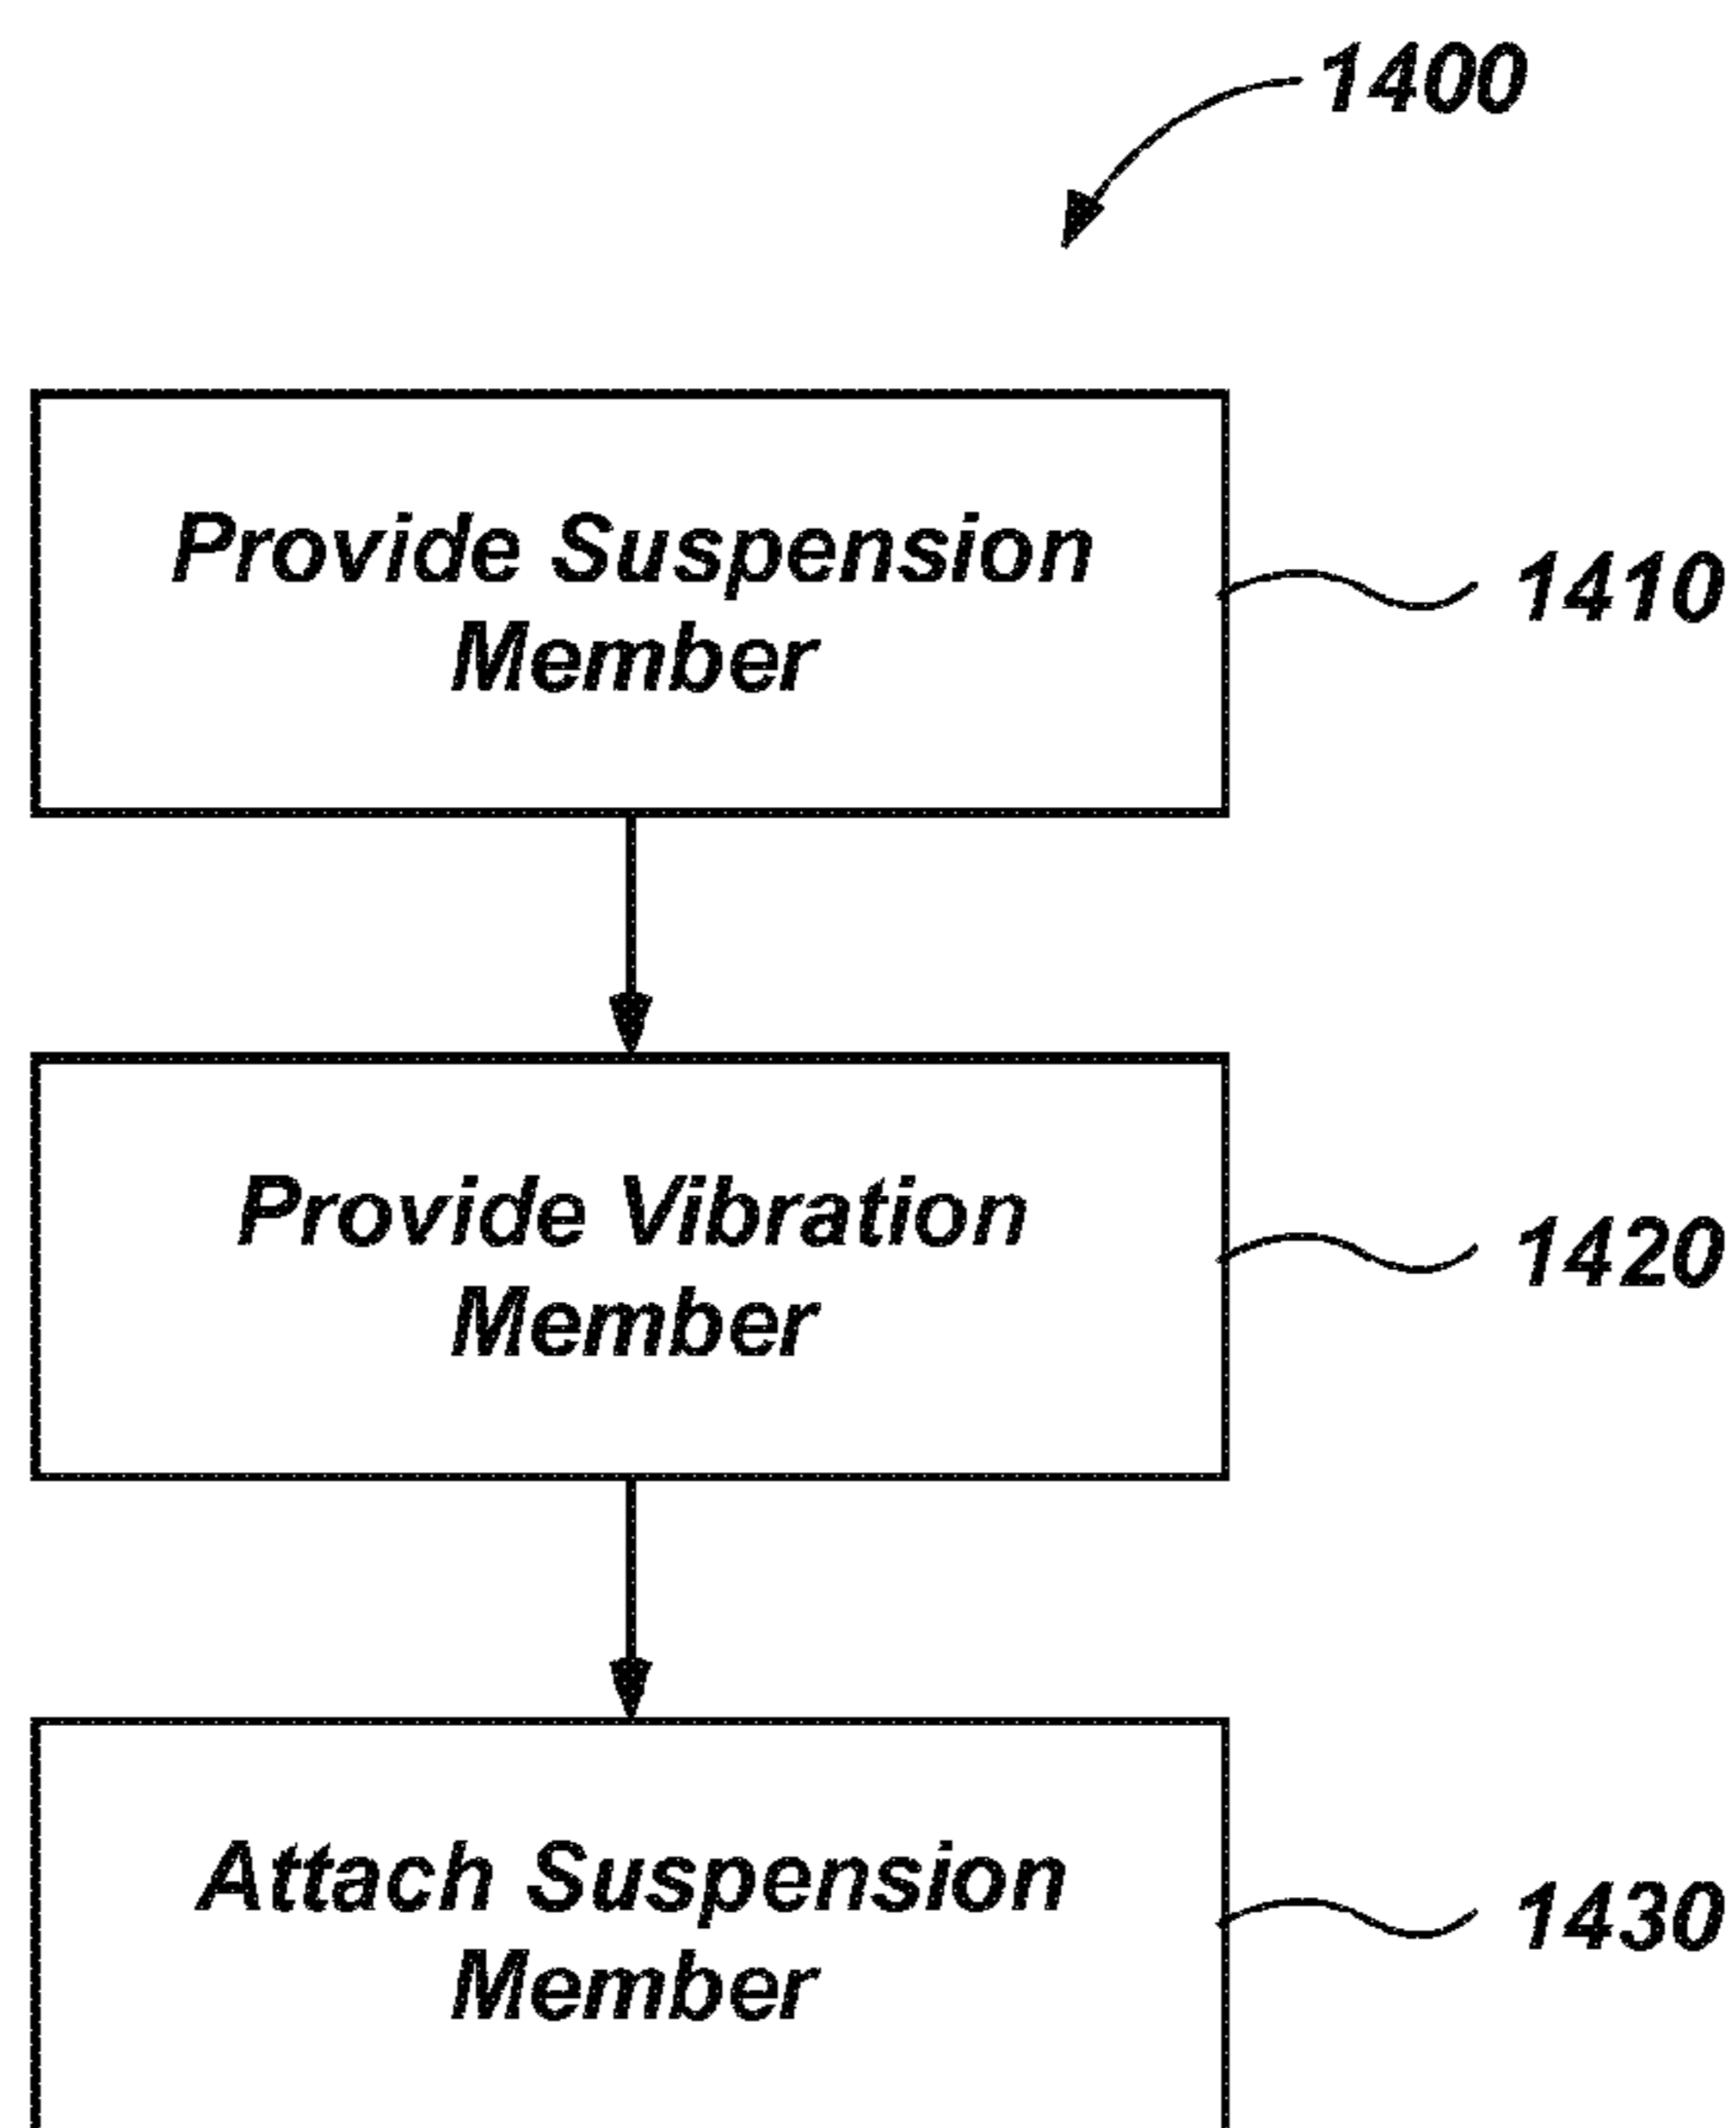 1400
Provide Suspension
Member
1410
Provide Vibration
Member
1420
Attach Suspension
Member
1430